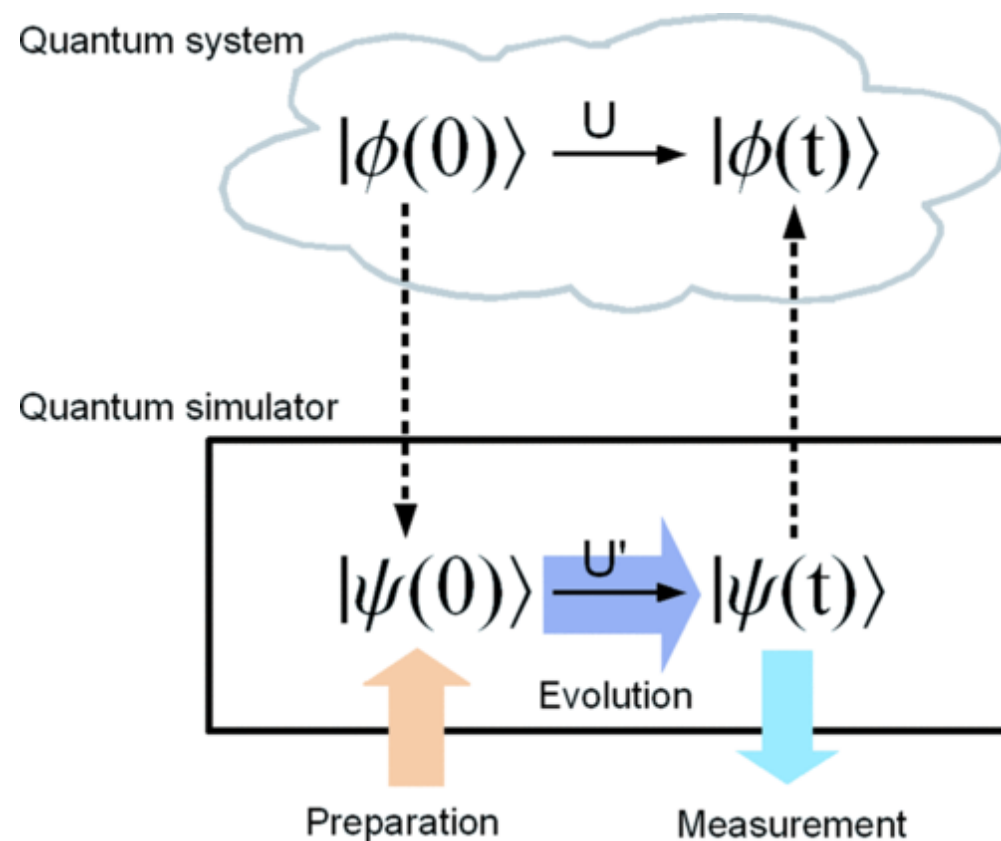 Quantum system
|ϕ(0)⟩ U |ϕ(t)⟩
Quantum simulator
|ψ(0)⟩ U' |ψ(t)⟩
Evolution
Preparation Measurement